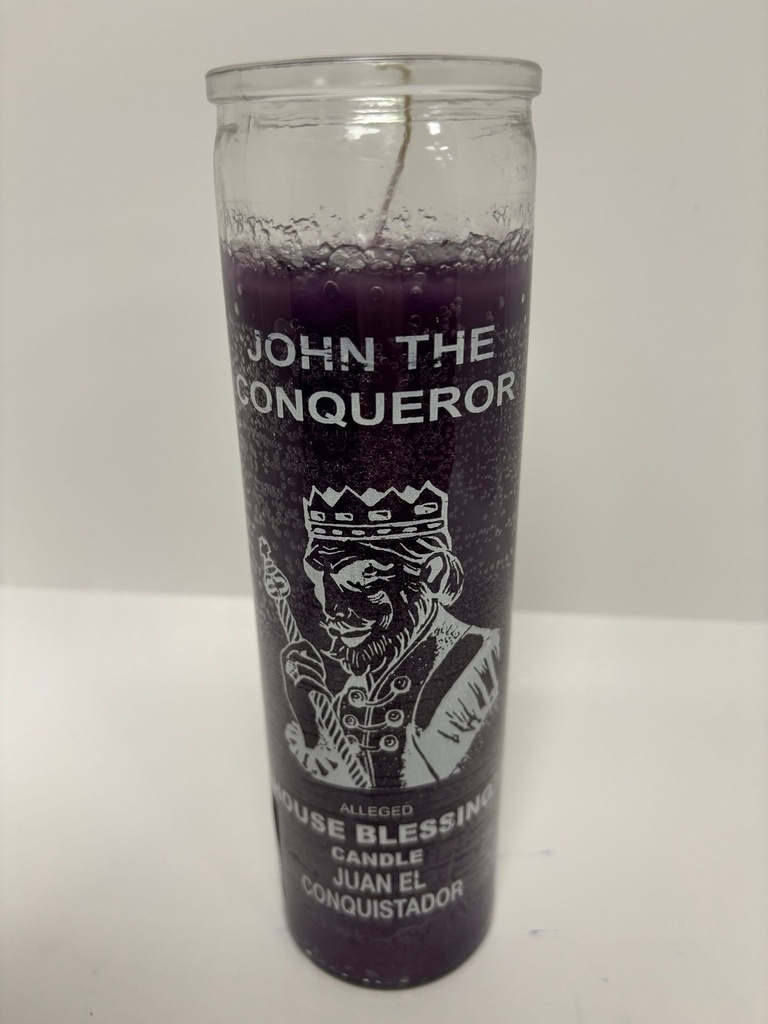 JOHN THE
CONQUEROR
ALLEGED
HOUSE BLESSING
CANDLE
JUAN EL
CONQUISTADOR